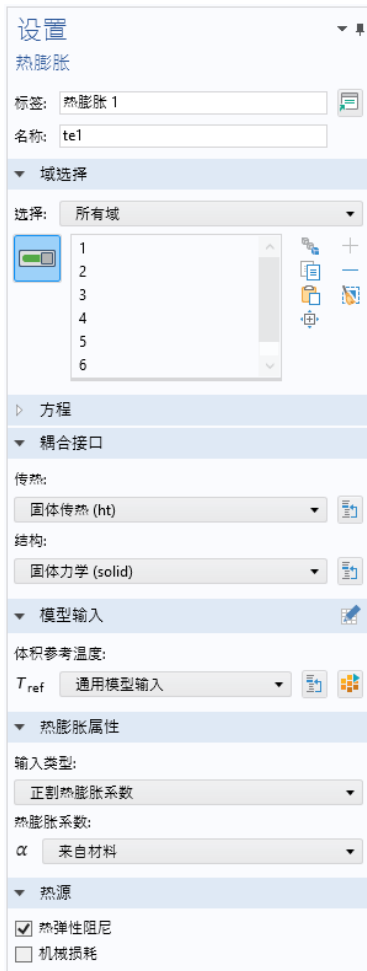 设置
热膨胀
标签: 热膨胀 1
名称: te1
域选择
选择: 所有域
1
2
3
4
5
6
方程
耦合接口
传热:
固体传热 (ht)
结构:
固体力学 (solid)
模型输入
体积参考温度:
Tref 通用模型输入
热膨胀属性
输入类型:
正割热膨胀系数
热膨胀系数:
α 来自材料
热源
热弹性阻尼
机械损耗